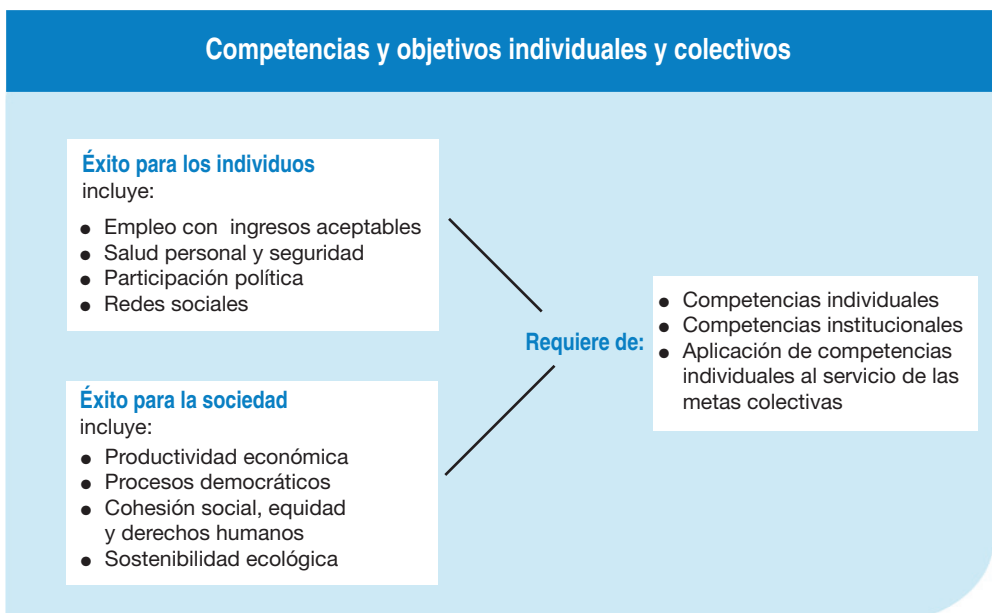 Competencias y objetivos individuales y colectivos
Éxito para los individuos
incluye:
● Empleo con ingresos aceptables
● Salud personal y seguridad
● Participación política
● Redes sociales
Éxito para la sociedad
incluye:
● Productividad económica
● Procesos democráticos
● Cohesión social, equidad
y derechos humanos
● Sostenibilidad ecológica
Requiere de:
● Competencias individuales
● Competencias institucionales
● Aplicación de competencias
individuales al servicio de las
metas colectivas